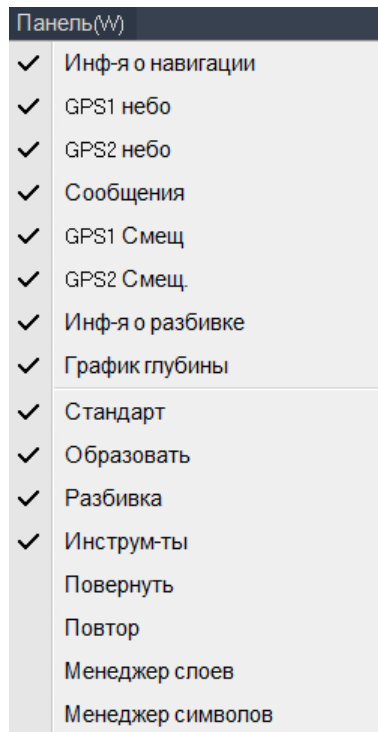 Панель(W)
Инф-я о навигации
GPS1 небо
GPS2 небо
Сообщения
GPS1 Смещ
GPS2 Смещ.
Инф-я о разбивке
График глубины
Стандарт
Образовать
Разбивка
Инструм-ты
Повернуть
Повтор
Менеджер слоев
Менеджер символов